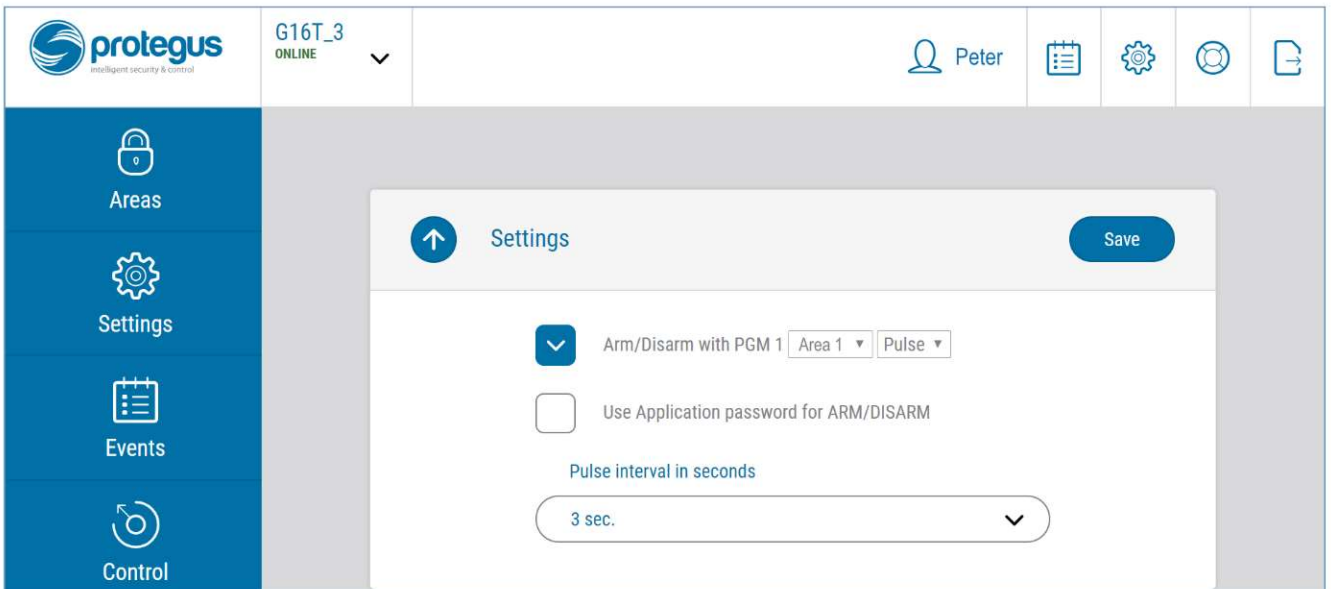 protegus
intelligent security & control
G16T_3
ONLINE
Peter
Areas
Settings
Events
Control
Settings
Save
Arm/Disarm with PGM 1 Area 1 Pulse
Use Application password for ARM/DISARM
Pulse interval in seconds
3 sec.